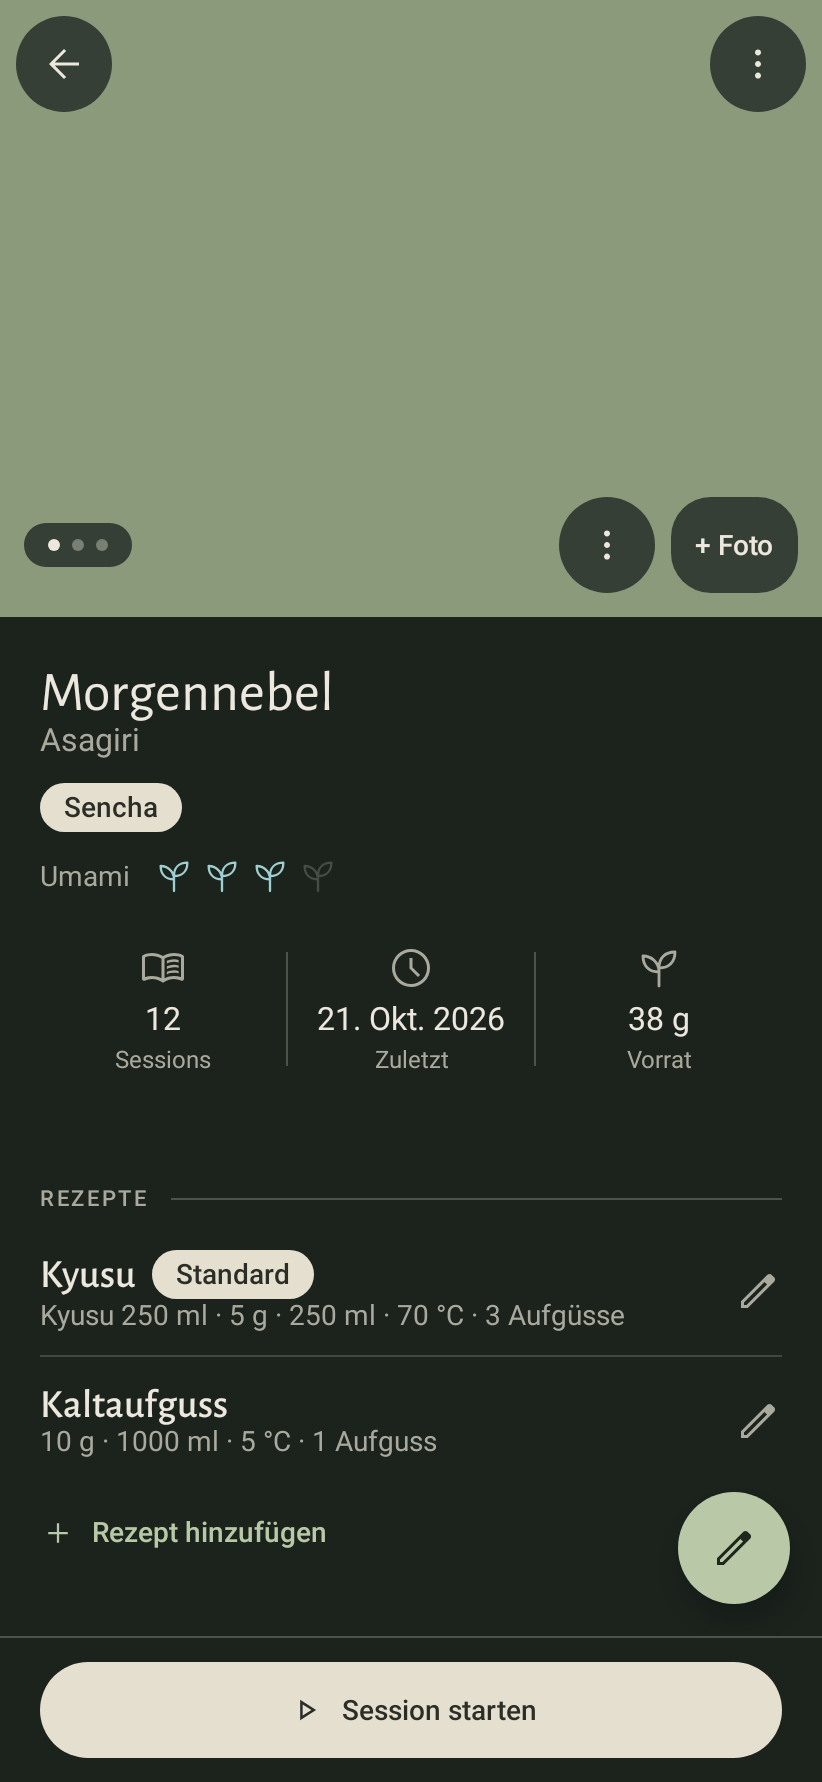 + Foto
Morgennebel
Asagiri
Sencha
Umami
12
Sessions
21. Okt. 2026
Zuletzt
38 g
Vorrat
REZEPTE
Kyusu Standard
Kyusu 250 ml · 5 g · 250 ml · 70 °C · 3 Aufgüsse
Kaltaufguss
10 g · 1000 ml · 5 °C · 1 Aufguss
+ Rezept hinzufügen
Session starten